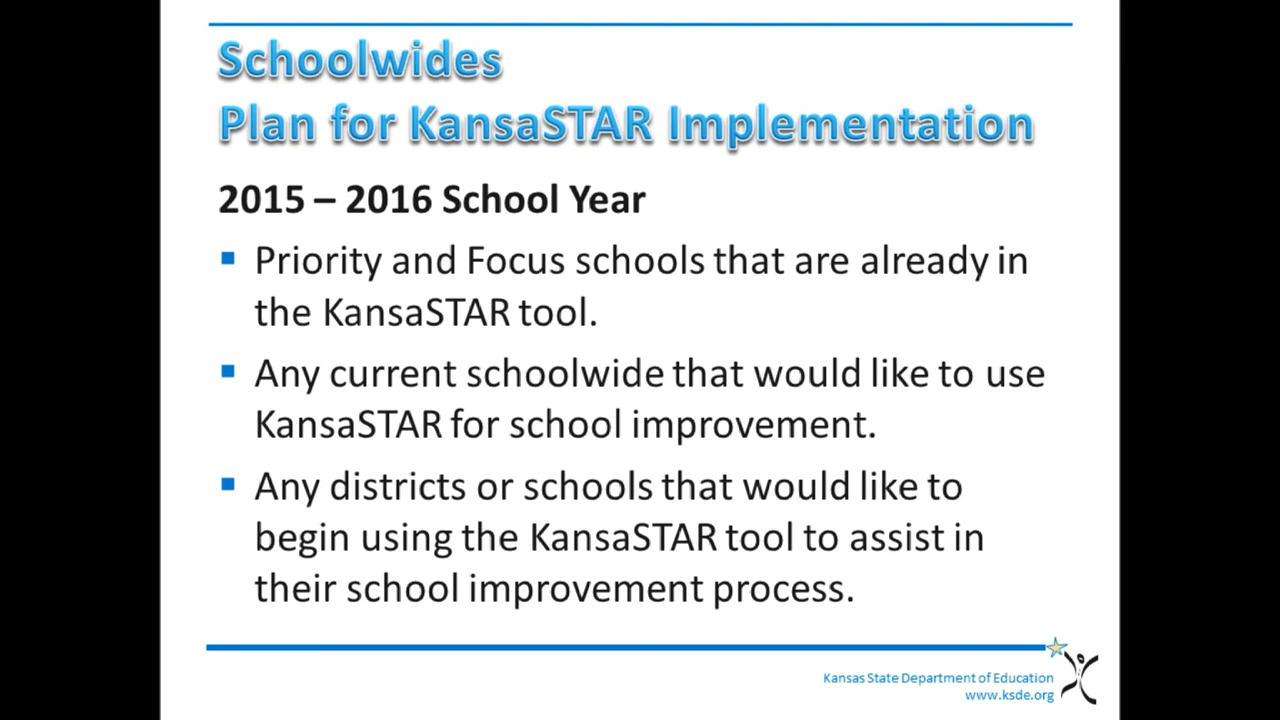 Schoolwides
Plan for KansaSTAR Implementation
2015 – 2016 School Year
Priority and Focus schools that are already in
the KansaSTAR tool.
Any current schoolwide that would like to use
KansaSTAR for school improvement.
Any districts or schools that would like to
begin using the KansaSTAR tool to assist in
their school improvement process.
Kansas State Department of Education
www.ksde.org